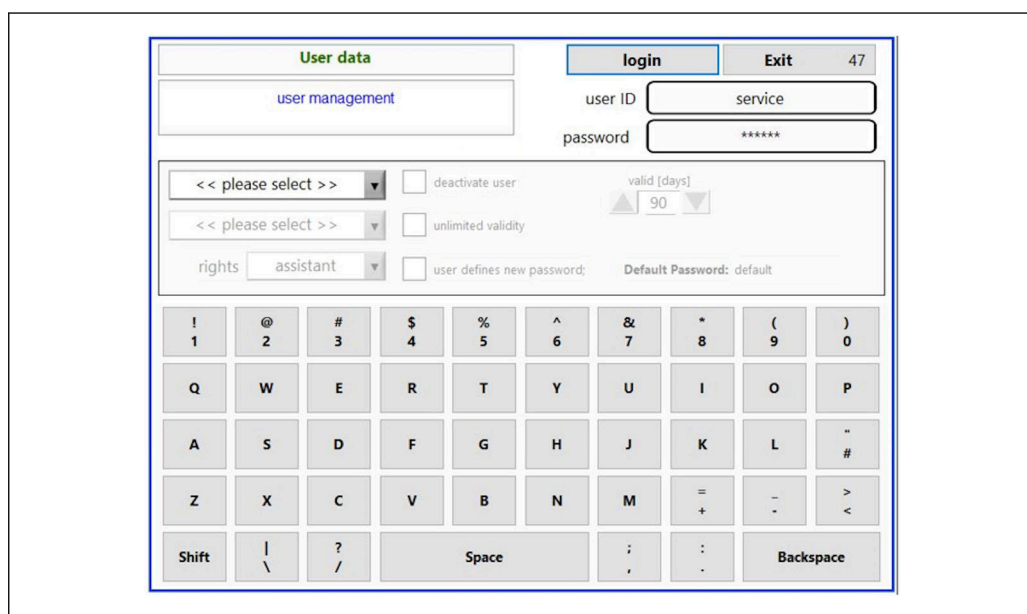 User data
login
Exit 47
user management
user ID service
password ******
<< please select >>
deactivate user
valid [days]
90
<< please select >>
unlimited validity
rights assistant
user defines new password;
Default Password: default
! @ # $ % ^ & * ( )
1 2 3 4 5 6 7 8 9 0
Q W E R T Y U I O P
A S D F G H J K L " #
Z X C V B N M = + _ - > <
Shift | \ ? / Space ; , : . Backspace